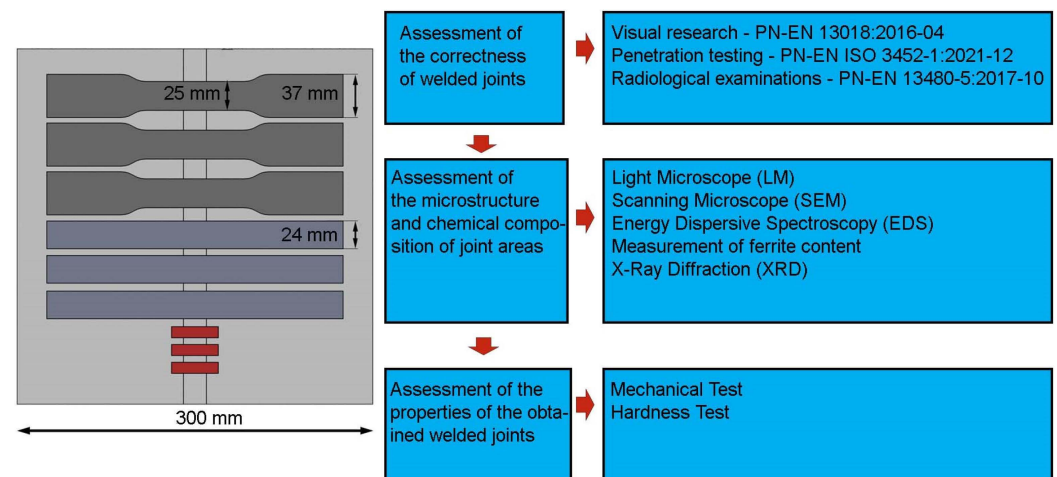 25 mm
37 mm
24 mm
300 mm
Assessment of
the correctness
of welded joints
Visual research - PN-EN 13018:2016-04
Penetration testing - PN-EN ISO 3452-1:2021-12
Radiological examinations - PN-EN 13480-5:2017-10
Assessment of
the microstructure
and chemical compo-
sition of joint areas
Light Microscope (LM)
Scanning Microscope (SEM)
Energy Dispersive Spectroscopy (EDS)
Measurement of ferrite content
X-Ray Diffraction (XRD)
Assessment of the
properties of the obta-
ined welded joints
Mechanical Test
Hardness Test